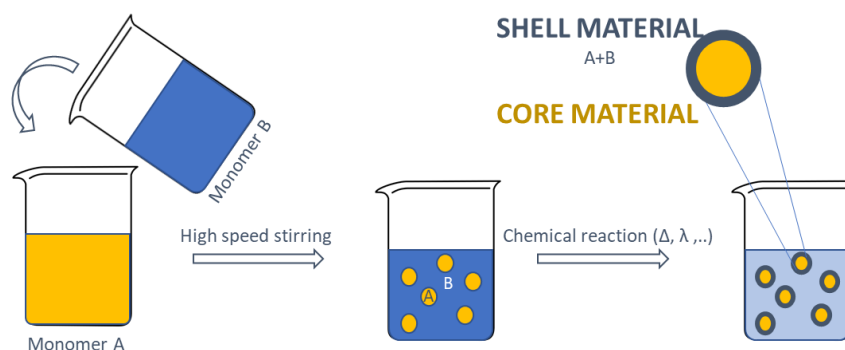 SHELL MATERIAL
A+B
CORE MATERIAL
Monomer B
High speed stirring
Chemical reaction (Δ, λ ,..)
B
A
Monomer A